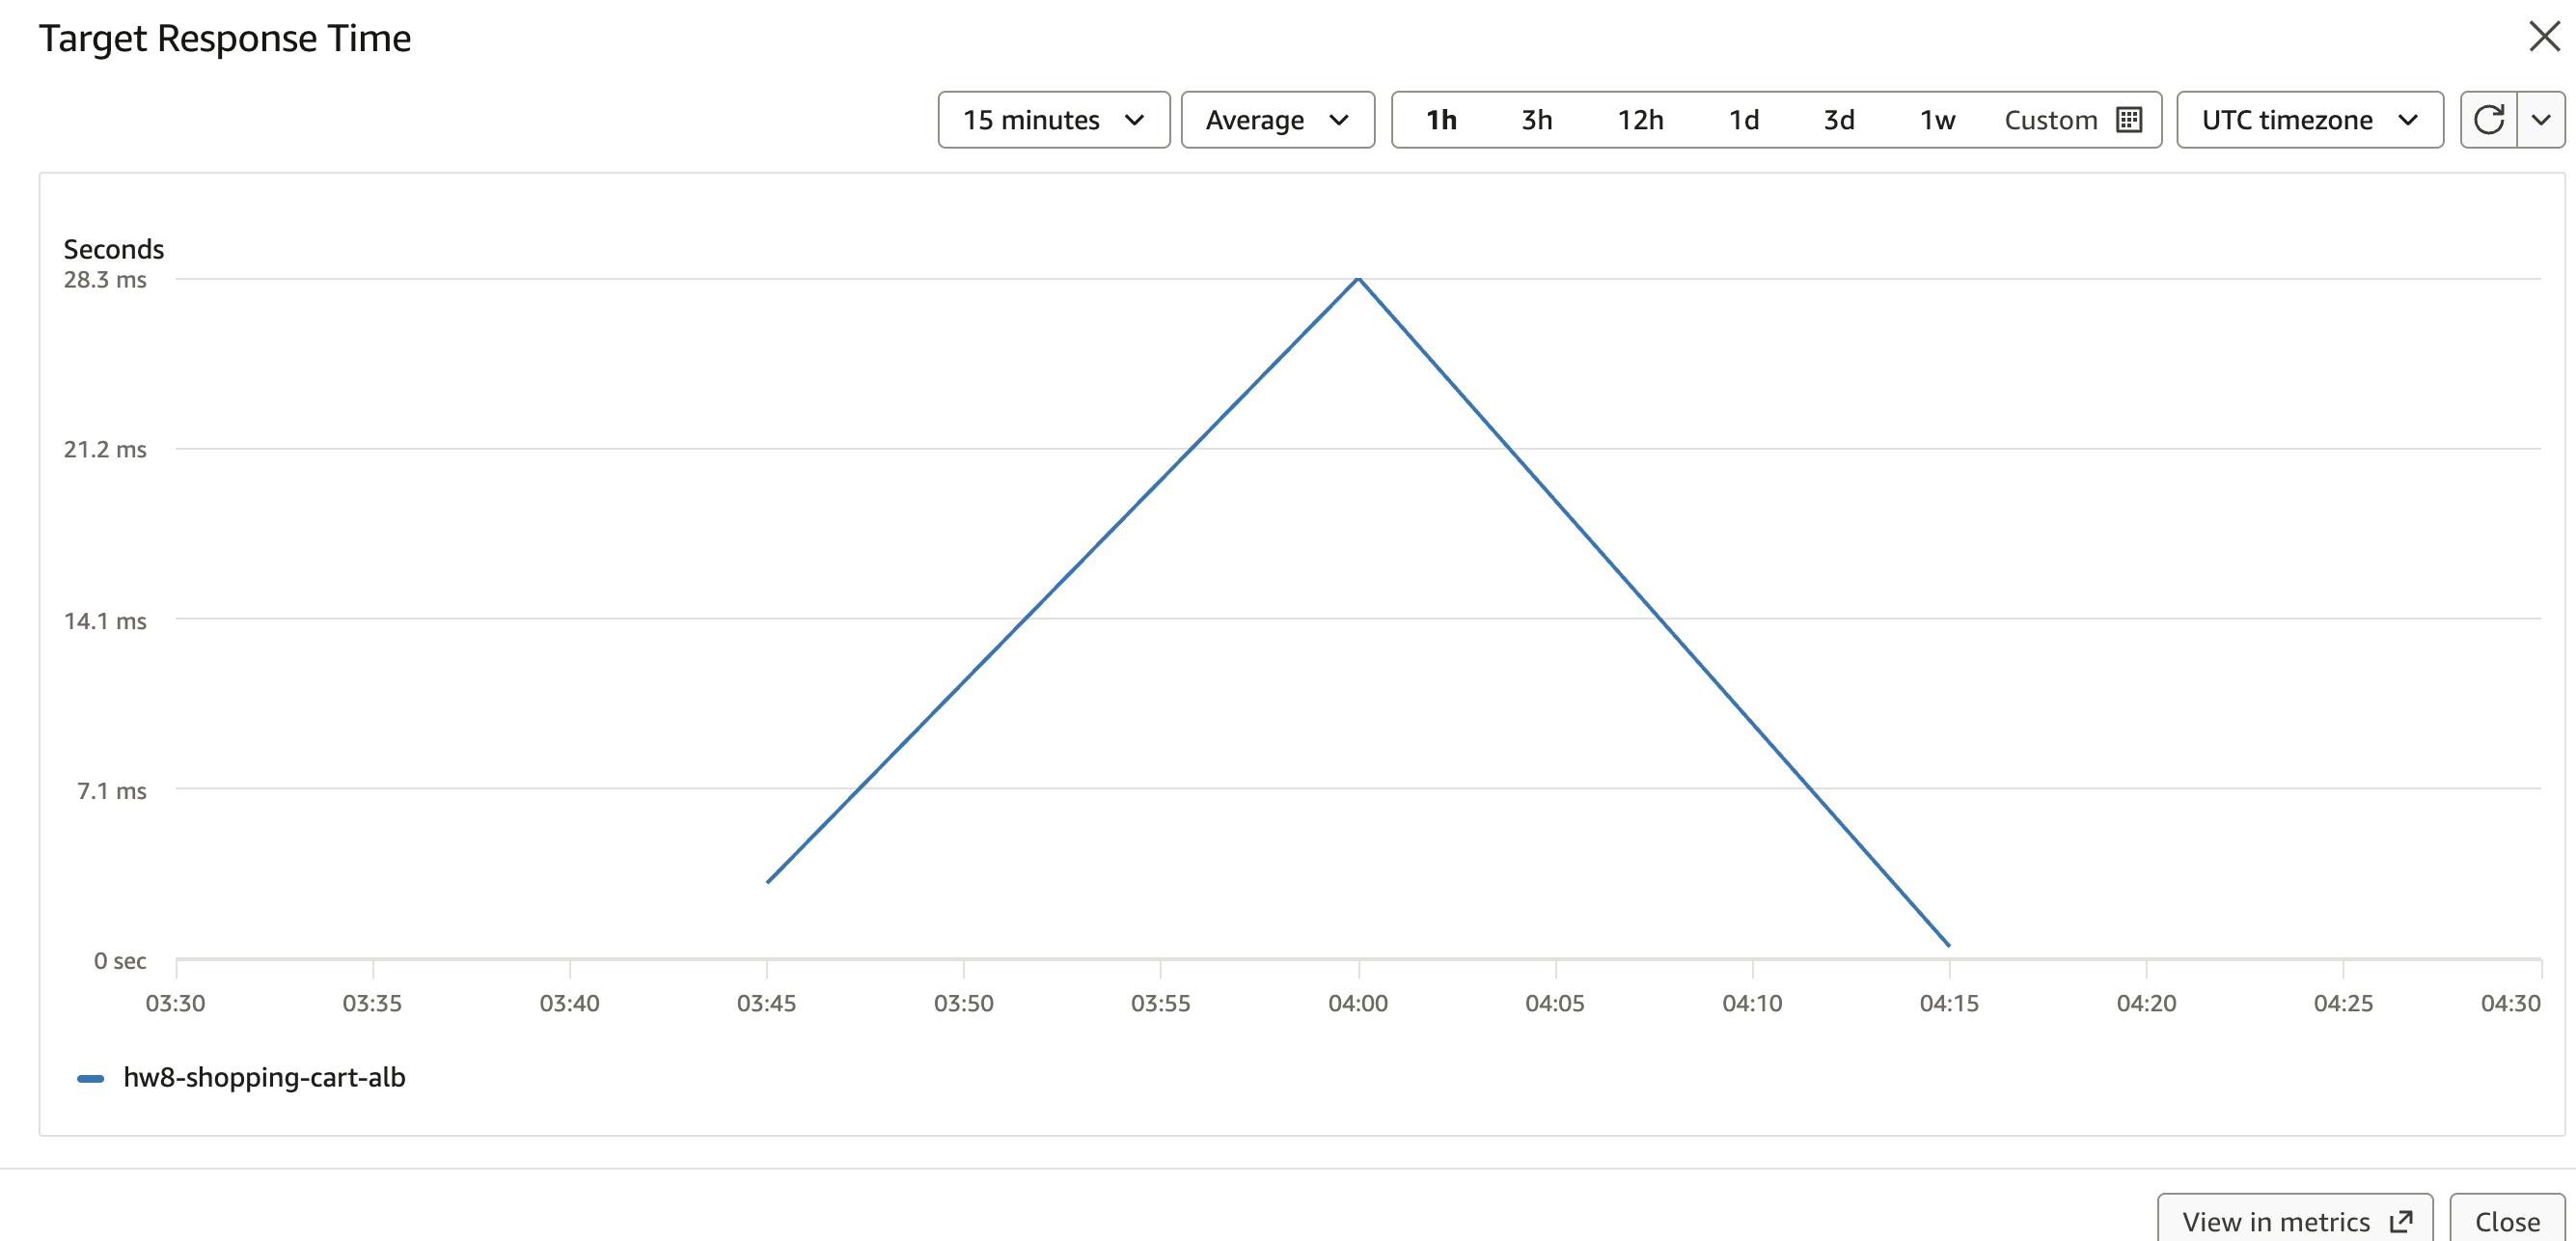 Target Response Time
15 minutes Average 1h 3h 12h 1d 3d 1w Custom UTC timezone
Seconds
28.3 ms
21.2 ms
14.1 ms
7.1 ms
0 sec
03:30 03:35 03:40 03:45 03:50 03:55 04:00 04:05 04:10 04:15 04:20 04:25 04:30
hw8-shopping-cart-alb
View in metrics Close